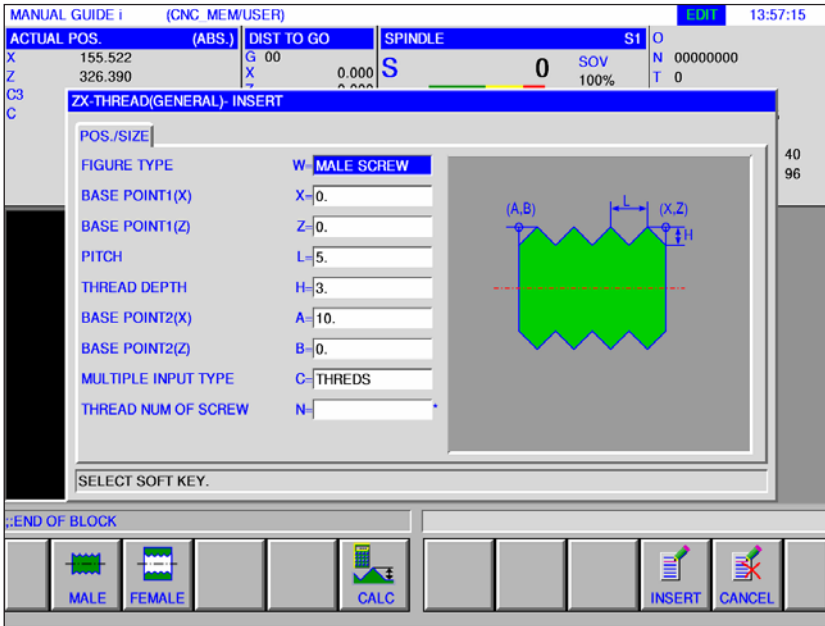 MANUAL GUIDE i (CNC_MEM/USER) EDIT 13:57:15
ACTUAL POS. (ABS.) DIST TO GO SPINDLE S1 O
X 155.522 G 00 S 0 SOV N 00000000
Z 326.390 X 0.000 100% T 0
C3
C
ZX-THREAD(GENERAL)- INSERT
POS./SIZE
40
96
FIGURE TYPE W= MALE SCREW
BASE POINT1(X) X= 0.
BASE POINT1(Z) Z= 0.
PITCH L= 5.
THREAD DEPTH H= 3.
BASE POINT2(X) A= 10.
BASE POINT2(Z) B= 0.
MULTIPLE INPUT TYPE C= THREDS
THREAD NUM OF SCREW N= *
(A,B) L (X,Z)
H
SELECT SOFT KEY.
;:END OF BLOCK
MALE FEMALE CALC INSERT CANCEL